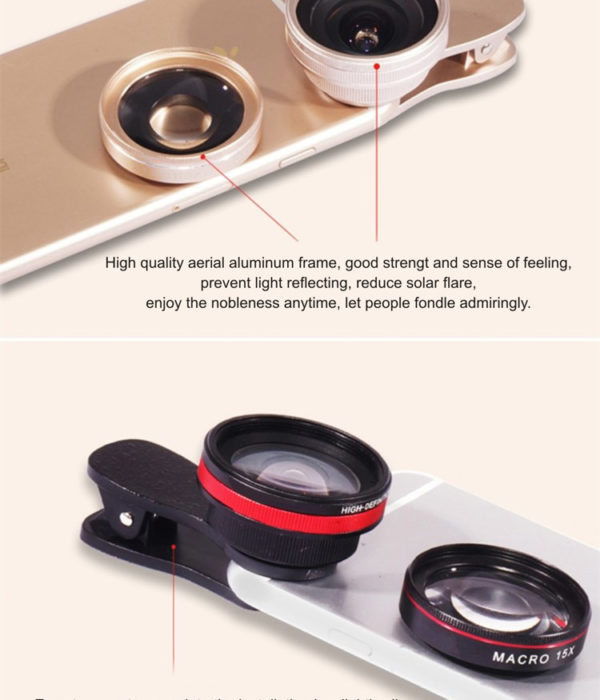 High quality aerial aluminum frame, good strengt and sense of feeling,
prevent light reflecting, reduce solar flare,
enjoy the nobleness anytime, let people fondle admiringly.
HIGH-DEFIN
MACRO 15X